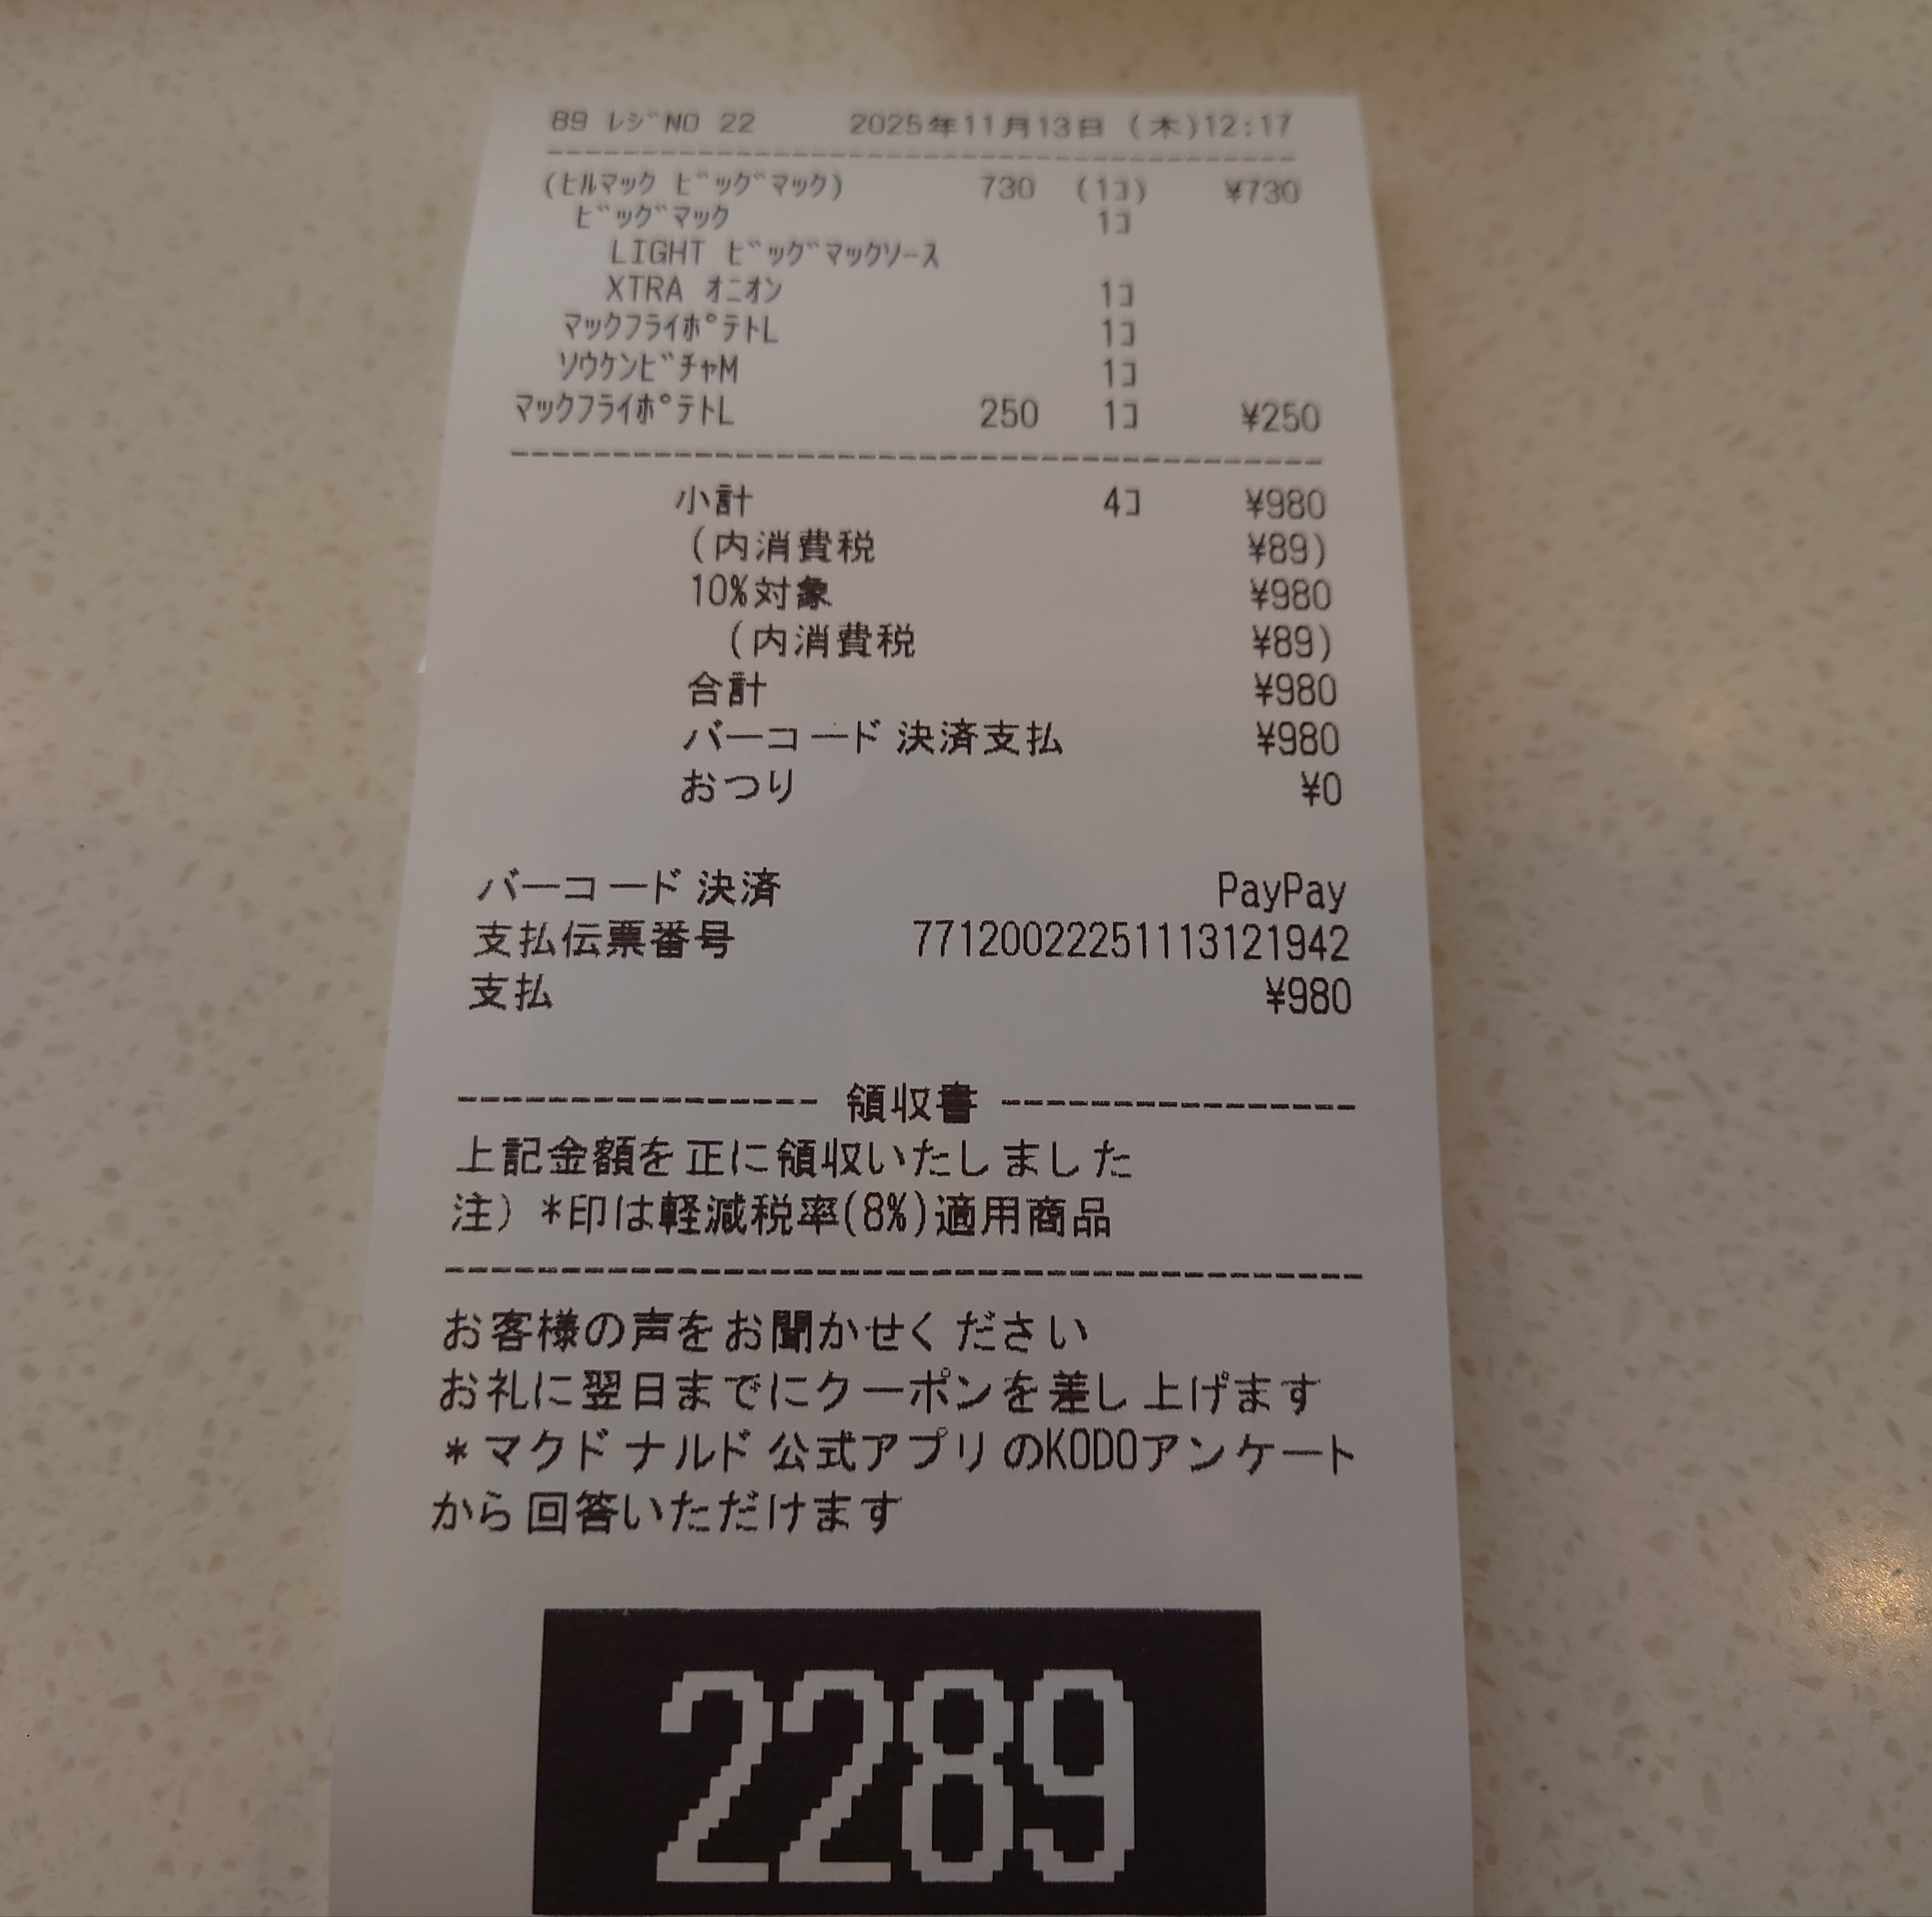 89 ﾚｼﾞNO 22 2025年11月13日(木)12:17
(ﾋﾙﾏｯｸ ﾋﾞｯｸﾞﾏｯｸ) 730 (1ｺ) ¥730
ﾋﾞｯｸﾞﾏｯｸ 1ｺ
LIGHT ﾋﾞｯｸﾞﾏｯｸｿｰｽ
XTRA ｵﾆｵﾝ 1ｺ
ﾏｯｸﾌﾗｲﾎﾟﾃﾄL 1ｺ
ｿｳｹﾝﾋﾞﾁｬM 1ｺ
ﾏｯｸﾌﾗｲﾎﾟﾃﾄL 250 1ｺ ¥250
小計 4ｺ ¥980
(内消費税 ¥89)
10%対象 ¥980
(内消費税 ¥89)
合計 ¥980
バーコード決済支払 ¥980
おつり ¥0
バーコード決済 PayPay
支払伝票番号 77120022251113121942
支払 ¥980
---------------- 領収書 ----------------
上記金額を正に領収いたしました
注) *印は軽減税率(8%)適用商品
お客様の声をお聞かせください
お礼に翌日までにクーポンを差し上げます
*マクドナルド公式アプリのKODOアンケート
から回答いただけます
2289